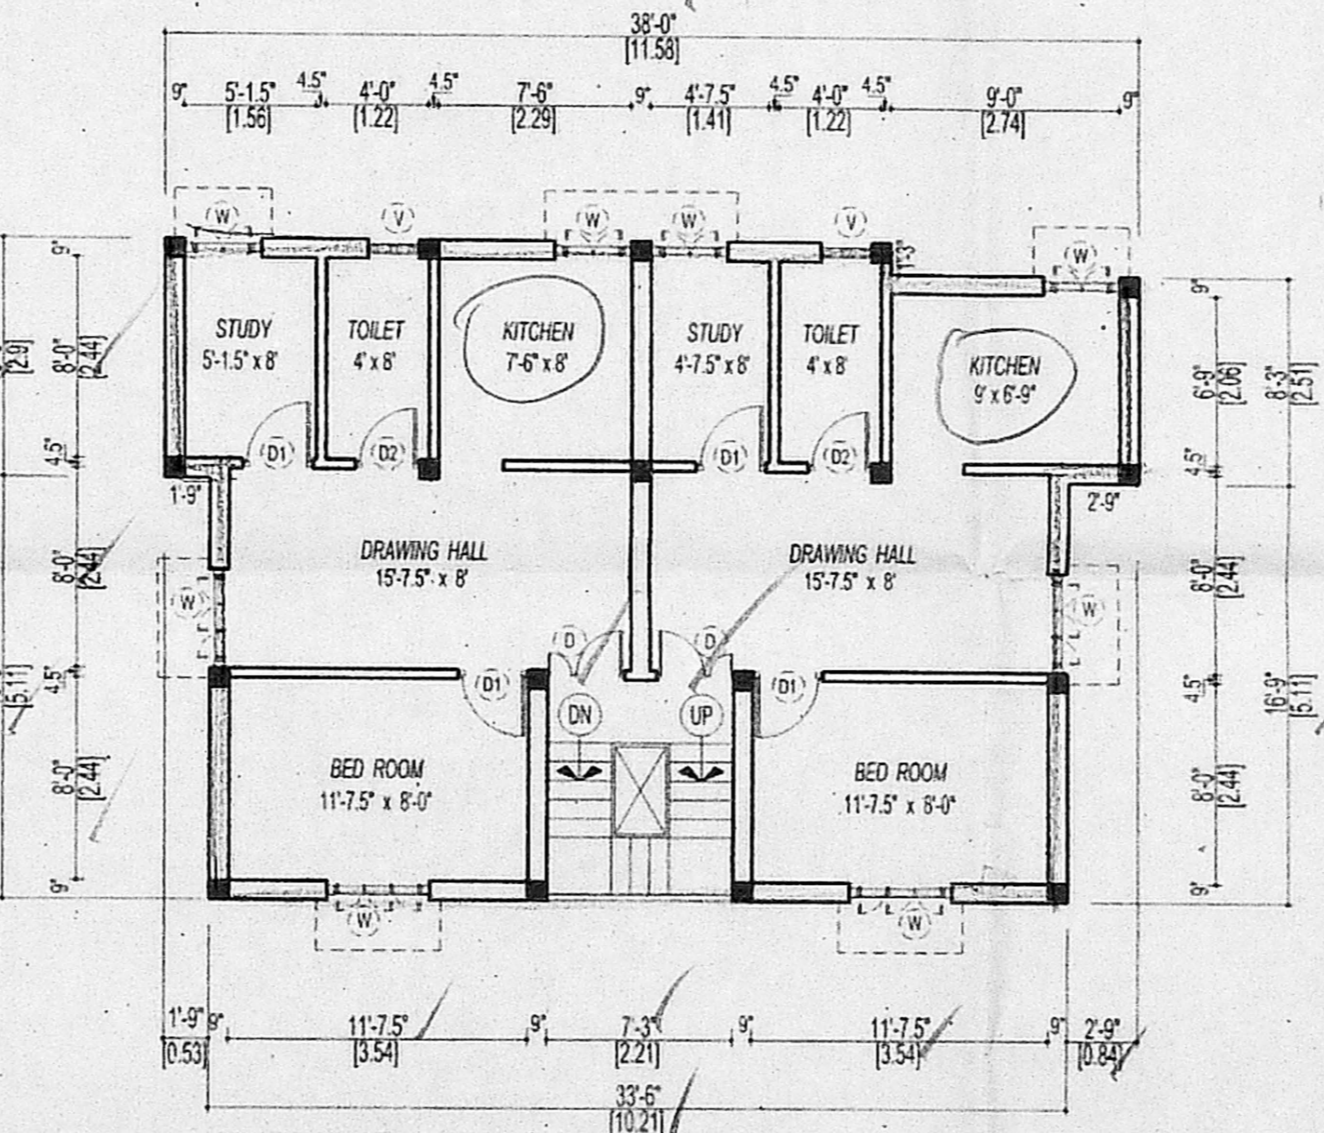 38'-0"
[11.58]
9" 5'-1.5" 4.5" 4'-0" 4.5" 7'-6" 9" 4'-7.5" 4.5" 4'-0" 4.5" 9'-0" 9"
[1.56] [1.22] [2.29] [1.41] [1.22] [2.74]
W V W W V W
9" 1'-3" 9"
STUDY TOILET KITCHEN STUDY TOILET KITCHEN
5'-1.5" x 8' 4' x 8' 7'-6" x 8' 4'-7.5" x 8' 4' x 8' 9' x 6'-9"
[2.9] 8'-0" [2.44] 6'-9" [2.06] 8'-3" [2.51]
4.5" D1 D2 D1 D2 4.5"
1'-9" 2'-9"
DRAWING HALL DRAWING HALL
15'-7.5" x 8' 15'-7.5" x 8'
8'-0" [2.44] 8'-0" [2.44]
W W
D D
[5.11] 4.5" D1 D1 4.5" 16'-9" [5.11]
DN UP
BED ROOM BED ROOM
11'-7.5" x 8'-0" 11'-7.5" x 8'-0"
8'-0" [2.44] 8'-0" [2.44]
9" 9"
W W
1'-9" 9" 11'-7.5" 9" 7'-3" 9" 11'-7.5" 9" 2'-9"
[0.53] [3.54] [2.21] [3.54] [0.84]
33'-6"
[10.21]